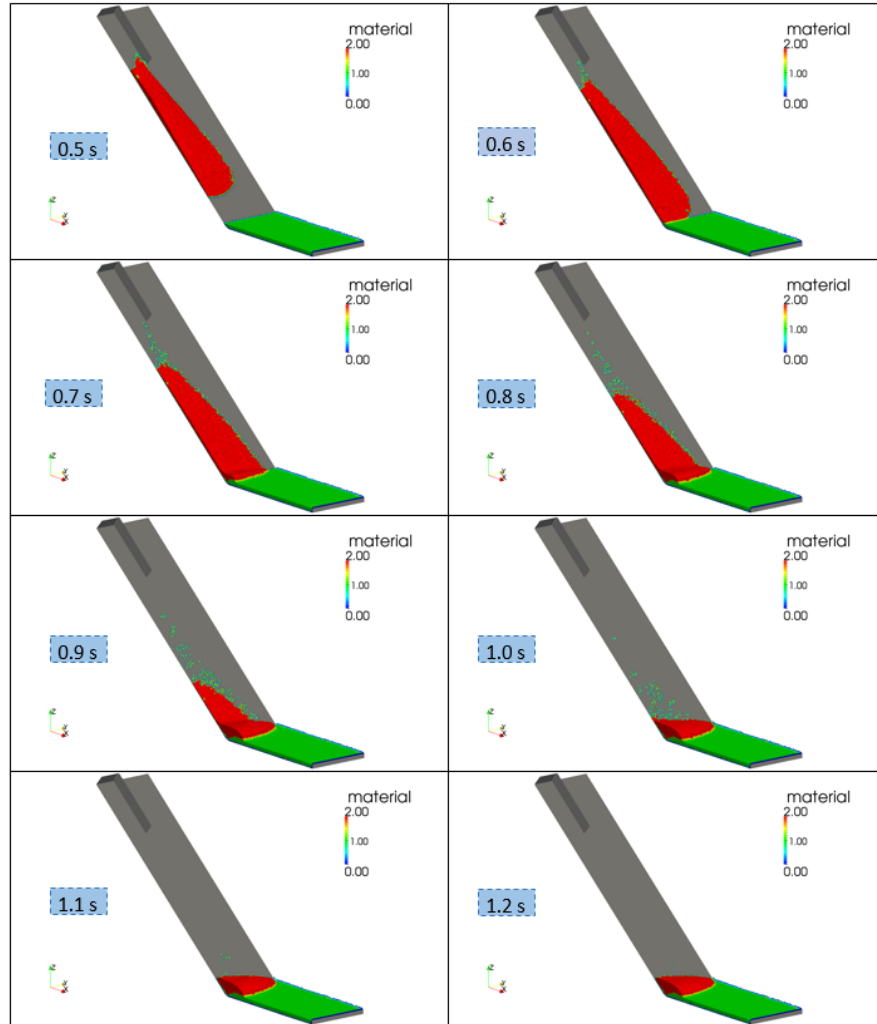 material
2.00
1.00
0.00
0.5 s
Z
Y
X
material
2.00
1.00
0.00
0.6 s
Z
Y
X
material
2.00
1.00
0.00
0.7 s
Z
Y
X
material
2.00
1.00
0.00
0.8 s
Z
Y
X
material
2.00
1.00
0.00
0.9 s
Z
Y
X
material
2.00
1.00
0.00
1.0 s
Z
Y
X
material
2.00
1.00
0.00
1.1 s
Z
Y
X
material
2.00
1.00
0.00
1.2 s
Z
Y
X